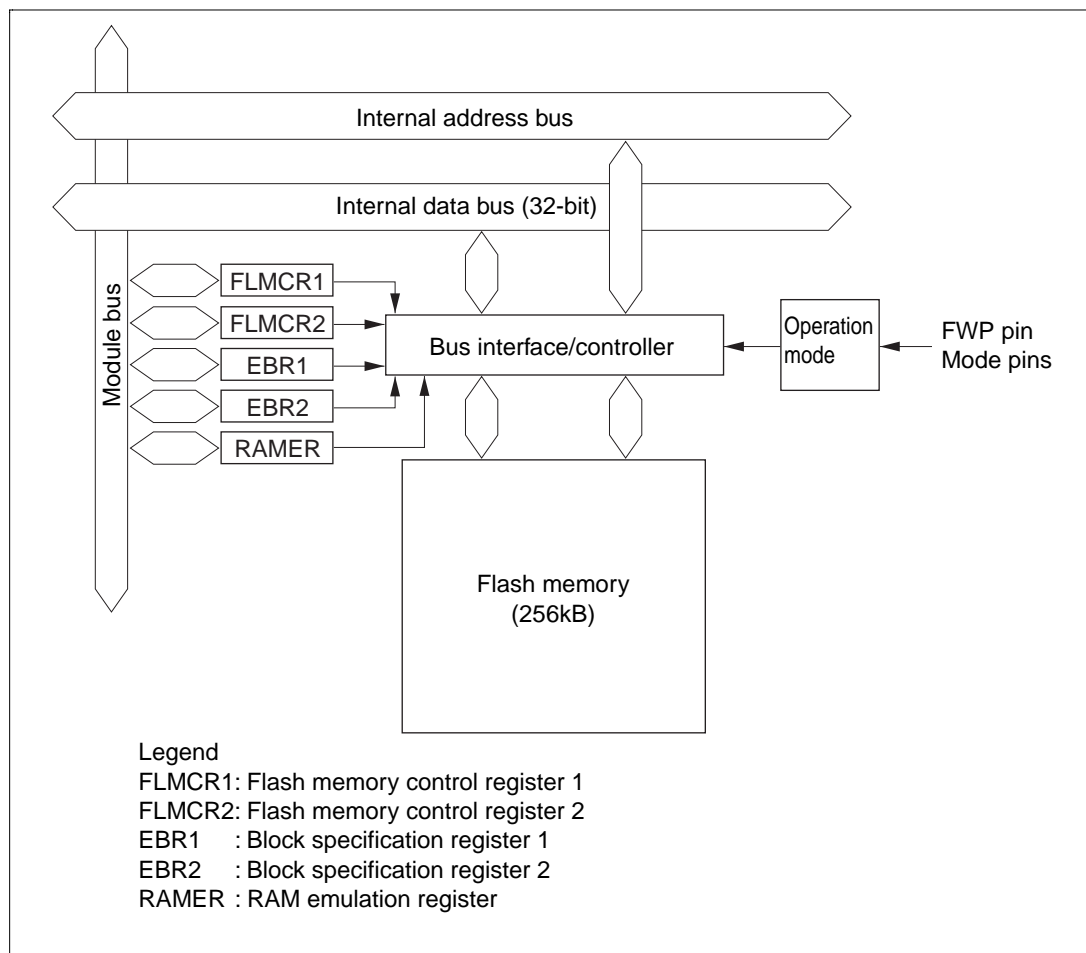 Internal address bus
Internal data bus (32-bit)
Module bus
FLMCR1
FLMCR2
EBR1
EBR2
RAMER
Bus interface/controller
Operation
mode
FWP pin
Mode pins
Flash memory
(256kB)
Legend
FLMCR1: Flash memory control register 1
FLMCR2: Flash memory control register 2
EBR1 : Block specification register 1
EBR2 : Block specification register 2
RAMER : RAM emulation register